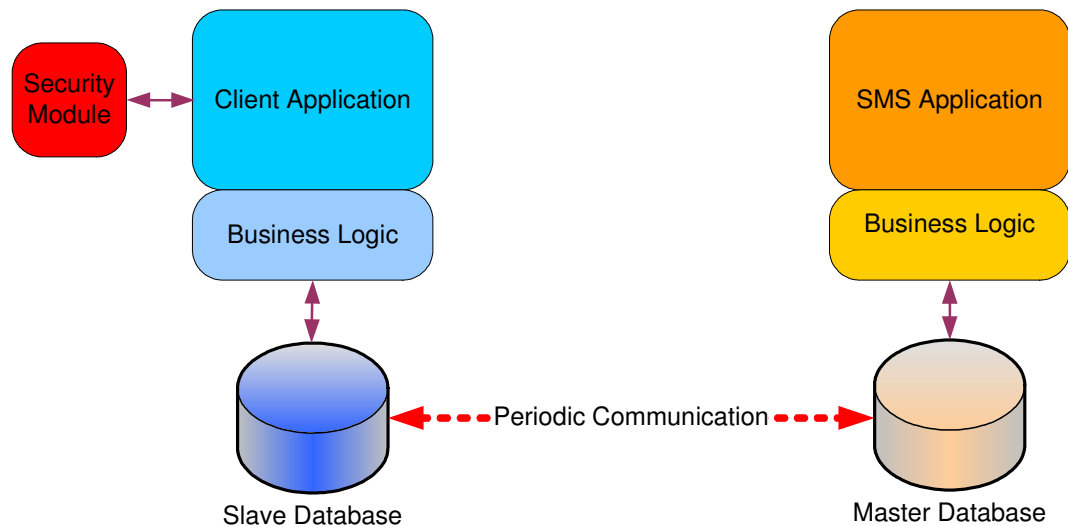 Security
Module
Client Application
SMS Application
Business Logic
Business Logic
Periodic Communication
Slave Database
Master Database